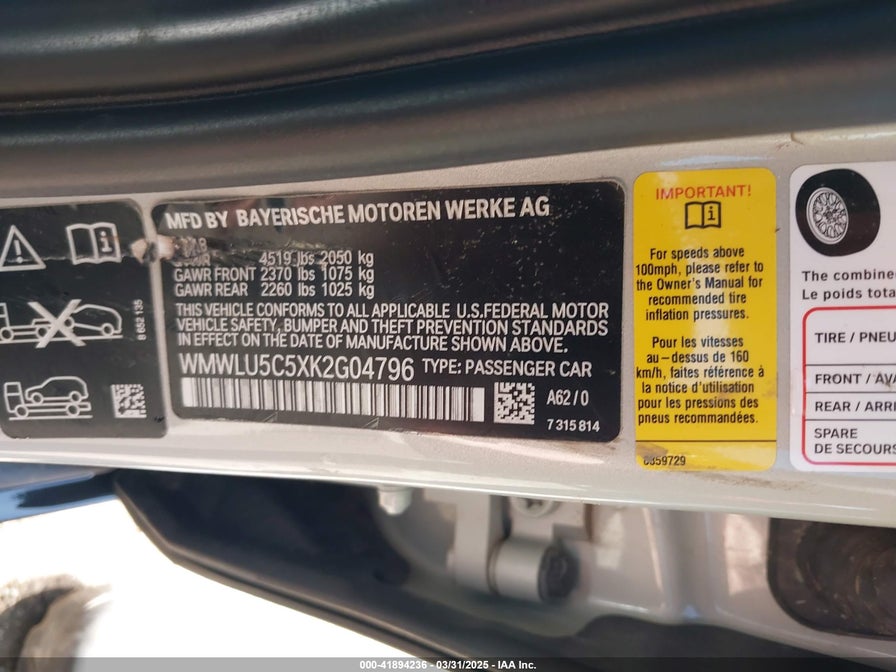 MFD BY BAYERISCHE MOTOREN WERKE AG
4519 lbs 2050 kg
GAWR FRONT 2370 lbs 1075 kg
GAWR REAR 2260 lbs 1025 kg
THIS VEHICLE CONFORMS TO ALL APPLICABLE U.S.FEDERAL MOTOR
VEHICLE SAFETY, BUMPER AND THEFT PREVENTION STANDARDS
IN EFFECT ON THE DATE OF MANUFACTURE SHOWN ABOVE.
WMWLU5C5XK2G04796 TYPE: PASSENGER CAR
A62/0
7 315 814
8 652 135
IMPORTANT!
For speeds above
100mph, please refer to
the Owner's Manual for
recommended tire
inflation pressures.
Pour les vitesses
au-dessus de 160
km/h, faites référence à
la notice d'utilisation
pour les pressions des
pneus recommandées.
The combine
Le poids tota
TIRE / PNEU
FRONT / AVA
REAR / ARRI
SPARE
DE SECOURS
000-41894236 - 03/31/2025 - IAA Inc.